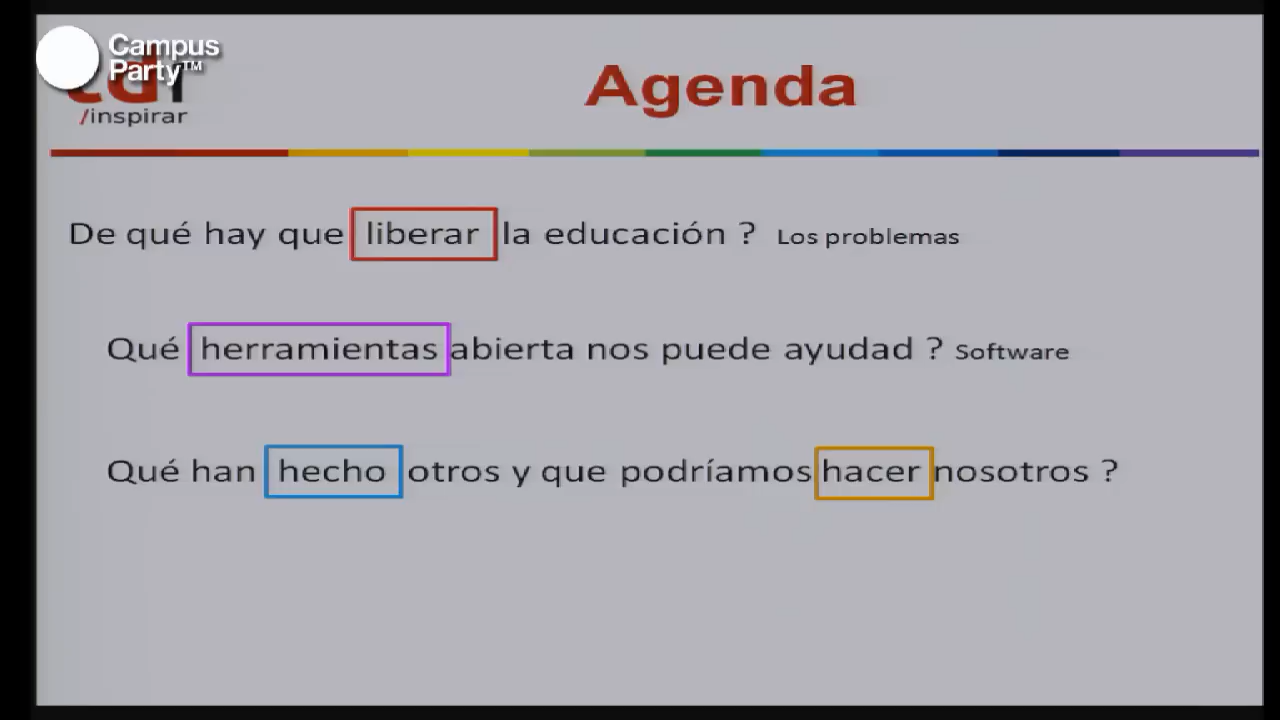 Campus
Party™
/inspirar
Agenda
De qué hay que liberar la educación ? Los problemas
Qué herramientas abierta nos puede ayudad ? Software
Qué han hecho otros y que podríamos hacer nosotros ?